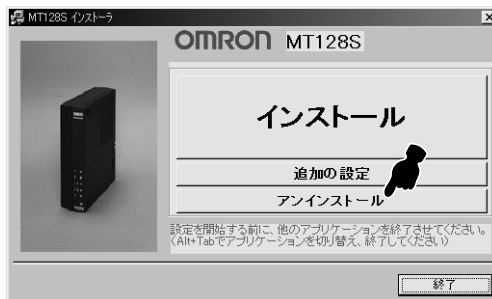 MT128S インストーラ
OMRON MT128S
インストール
追加の設定
アンインストール
設定を開始する前に、他のアプリケーションを終了させてください。
(Alt+Tabでアプリケーションを切り替え、終了してください)
終了